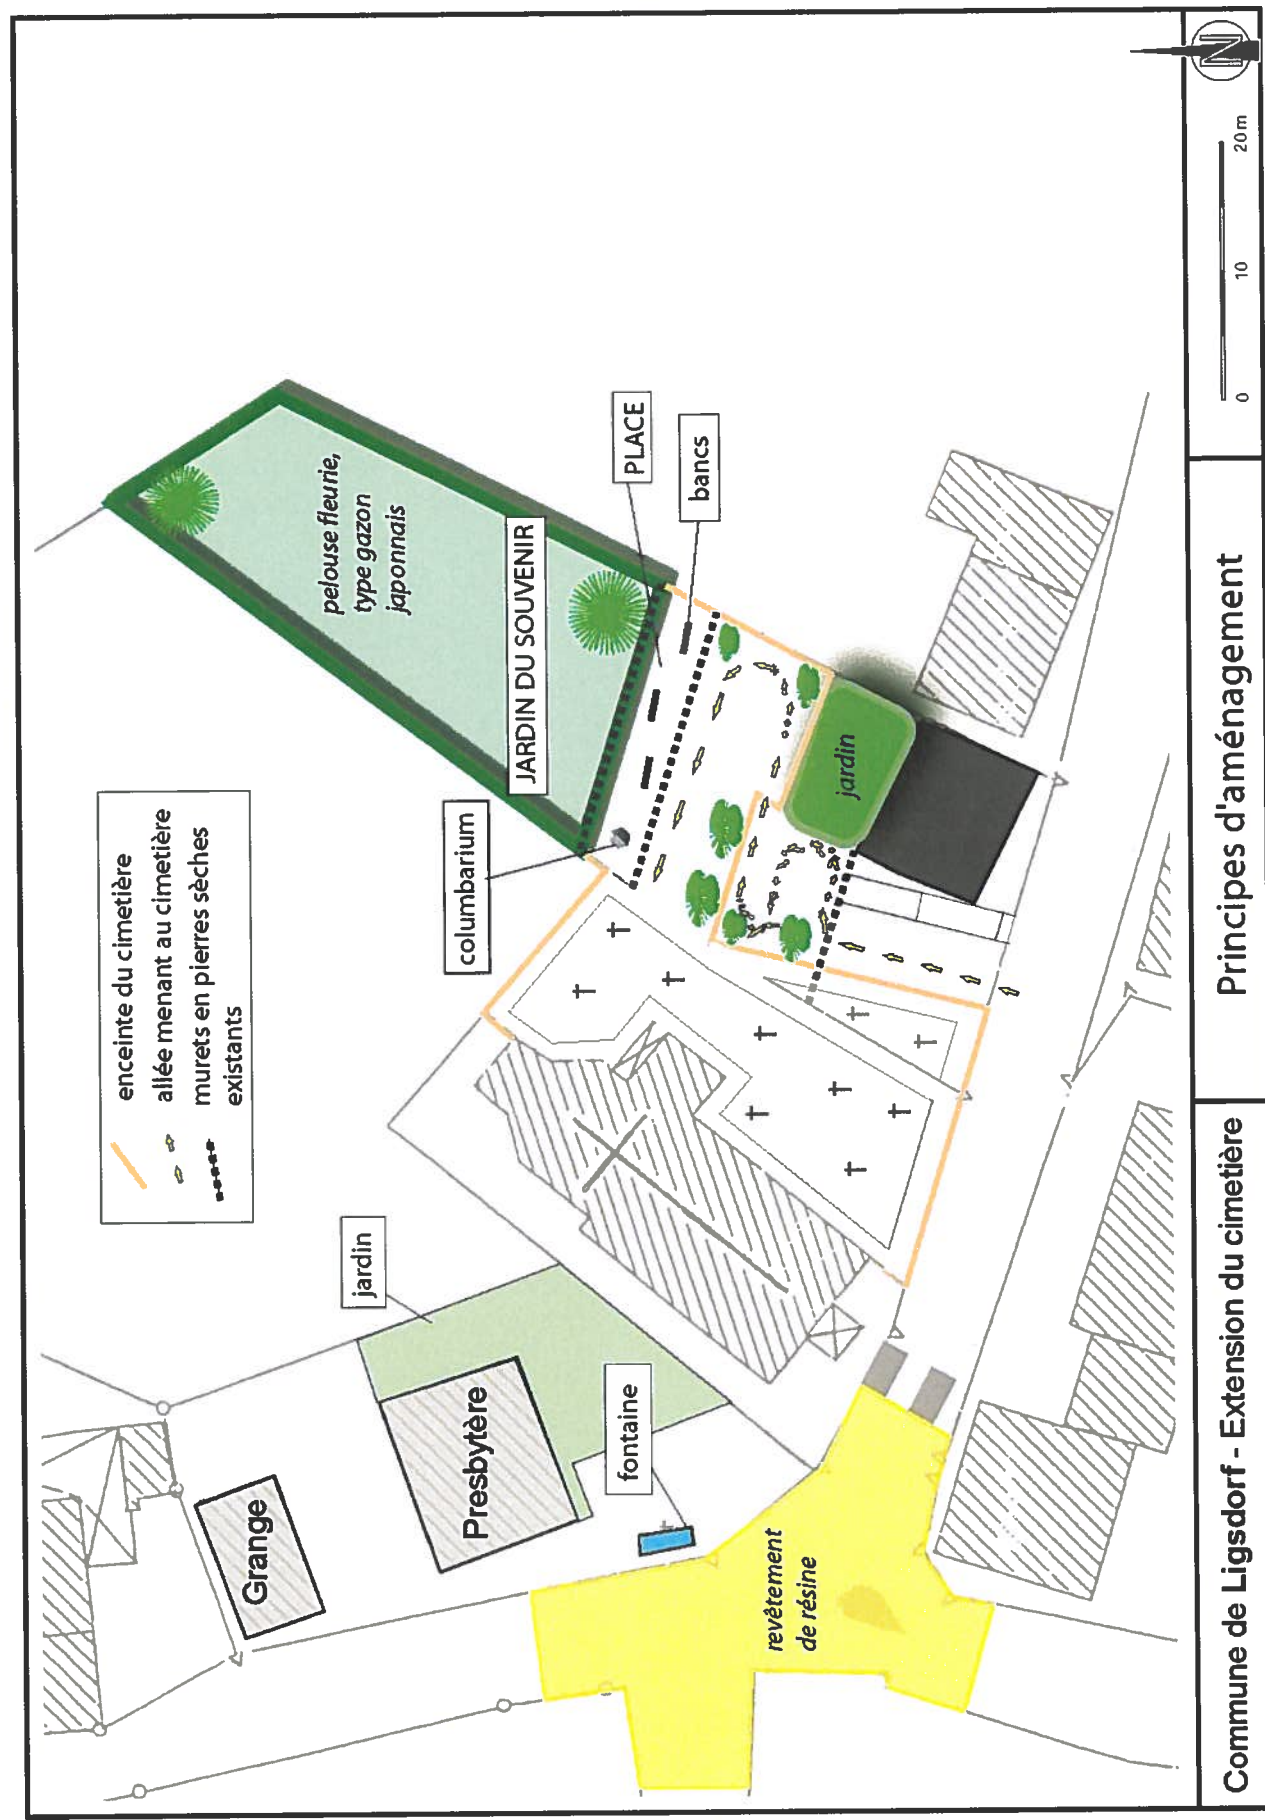 enceinte du cimetière
allée menant au cimetière
murets en pierres sèches
existants
pelouse fleurie,
type gazon
japonnais
JARDIN DU SOUVENIR
PLACE
bancs
columbarium
jardin
jardin
Grange
Presbytère
fontaine
revêtement
de résine
Commune de Ligsdorf - Extension du cimetière
Principes d'aménagement
0 10 20m
N